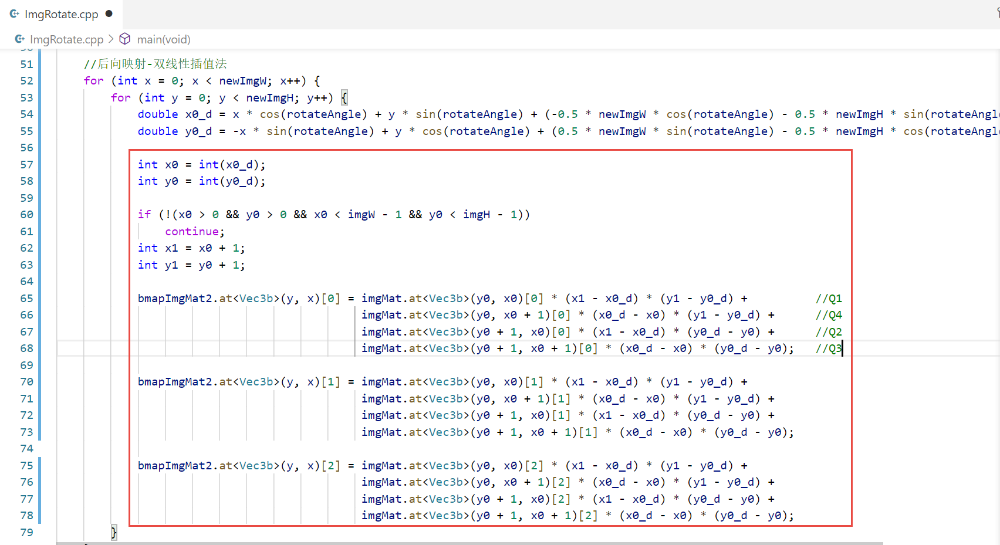 ImgRotate.cpp
ImgRotate.cpp > main(void)
51 //后向映射-双线性插值法
52 for (int x = 0; x < newImgW; x++) {
53 for (int y = 0; y < newImgH; y++) {
54 double x0_d = x * cos(rotateAngle) + y * sin(rotateAngle) + (-0.5 * newImgW * cos(rotateAngle) - 0.5 * newImgH * sin(rotateAngl
55 double y0_d = -x * sin(rotateAngle) + y * cos(rotateAngle) + (0.5 * newImgW * sin(rotateAngle) - 0.5 * newImgH * cos(rotateAngl
56
57 int x0 = int(x0_d);
58 int y0 = int(y0_d);
59
60 if (!(x0 > 0 && y0 > 0 && x0 < imgW - 1 && y0 < imgH - 1))
61 continue;
62 int x1 = x0 + 1;
63 int y1 = y0 + 1;
64
65 bmapImgMat2.at<Vec3b>(y, x)[0] = imgMat.at<Vec3b>(y0, x0)[0] * (x1 - x0_d) * (y1 - y0_d) + //Q1
66 imgMat.at<Vec3b>(y0, x0 + 1)[0] * (x0_d - x0) * (y1 - y0_d) + //Q4
67 imgMat.at<Vec3b>(y0 + 1, x0)[0] * (x1 - x0_d) * (y0_d - y0) + //Q2
68 imgMat.at<Vec3b>(y0 + 1, x0 + 1)[0] * (x0_d - x0) * (y0_d - y0); //Q3
69
70 bmapImgMat2.at<Vec3b>(y, x)[1] = imgMat.at<Vec3b>(y0, x0)[1] * (x1 - x0_d) * (y1 - y0_d) +
71 imgMat.at<Vec3b>(y0, x0 + 1)[1] * (x0_d - x0) * (y1 - y0_d) +
72 imgMat.at<Vec3b>(y0 + 1, x0)[1] * (x1 - x0_d) * (y0_d - y0) +
73 imgMat.at<Vec3b>(y0 + 1, x0 + 1)[1] * (x0_d - x0) * (y0_d - y0);
74
75 bmapImgMat2.at<Vec3b>(y, x)[2] = imgMat.at<Vec3b>(y0, x0)[2] * (x1 - x0_d) * (y1 - y0_d) +
76 imgMat.at<Vec3b>(y0, x0 + 1)[2] * (x0_d - x0) * (y1 - y0_d) +
77 imgMat.at<Vec3b>(y0 + 1, x0)[2] * (x1 - x0_d) * (y0_d - y0) +
78 imgMat.at<Vec3b>(y0 + 1, x0 + 1)[2] * (x0_d - x0) * (y0_d - y0);
79 }